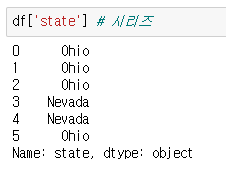 df['state'] # 시리즈
0 Ohio
1 Ohio
2 Ohio
3 Nevada
4 Nevada
5 Ohio
Name: state, dtype: object